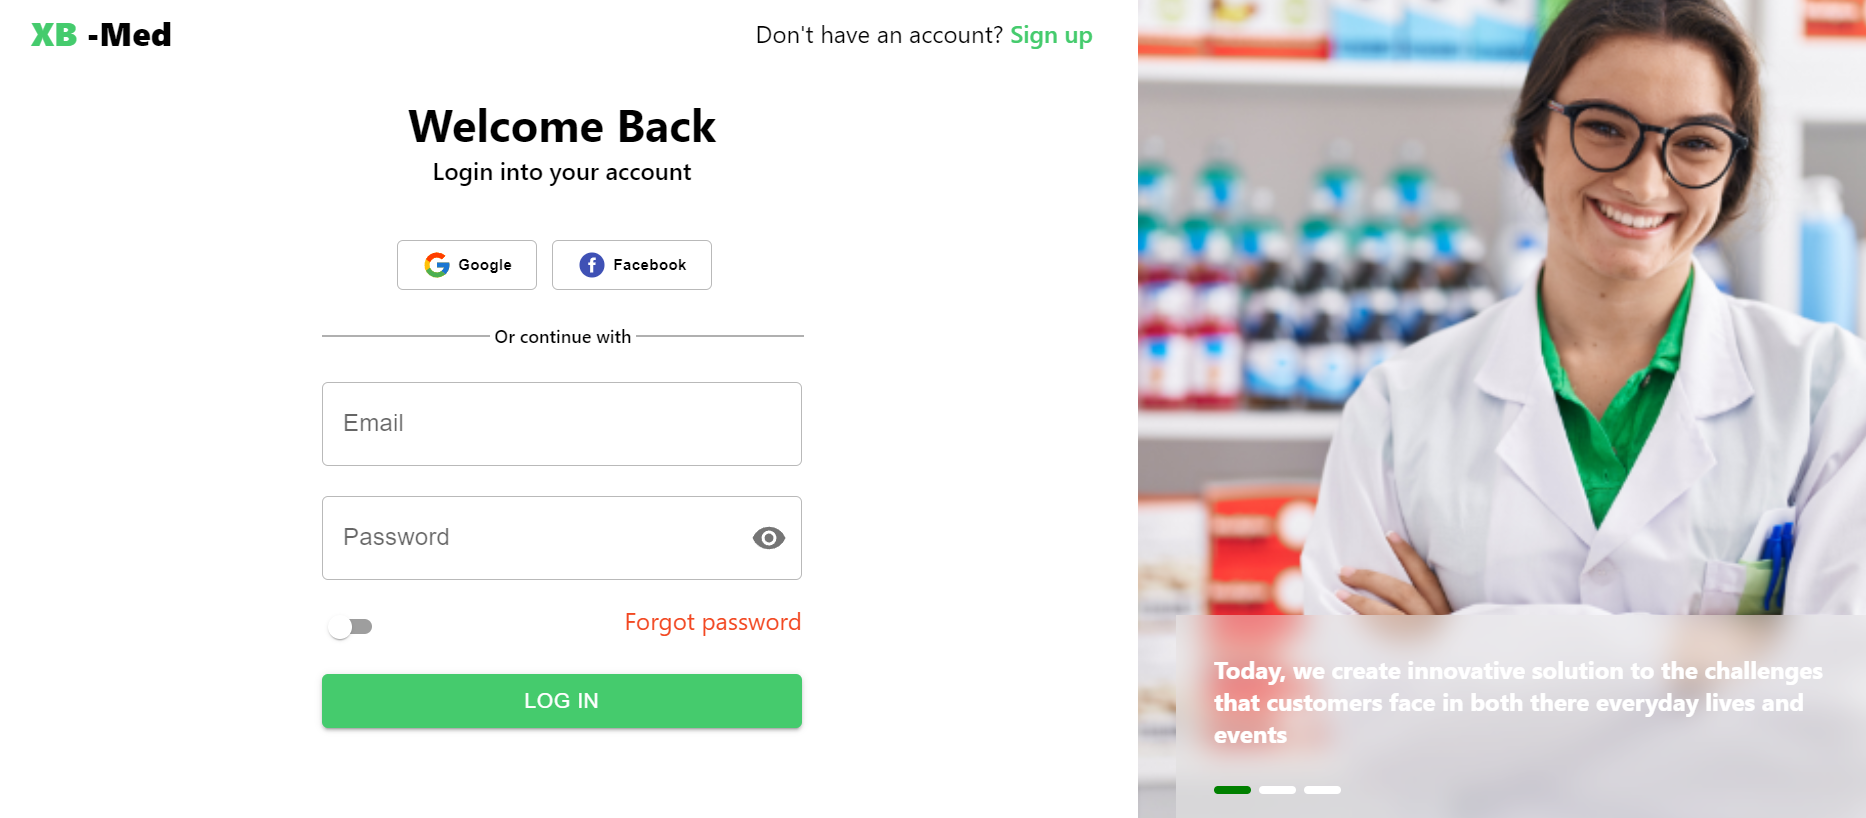 XB -Med
Don't have an account? Sign up
Welcome Back
Login into your account
Google
Facebook
Or continue with
Email
Password
Forgot password
LOG IN
Today, we create innovative solution to the challenges
that customers face in both there everyday lives and
events